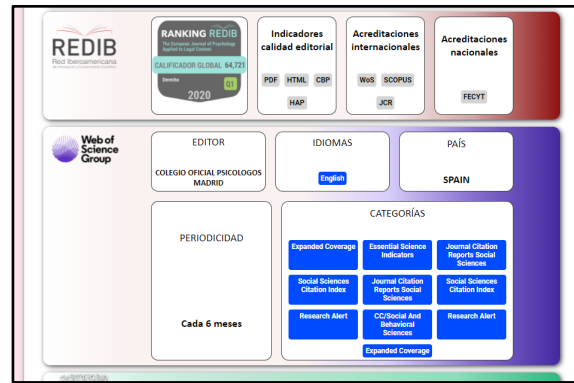 REDIB
Red Iberoamericana
RANKING REDIB
The European Journal of Psychology
Applied to Legal Context
CALIFICADOR GLOBAL 64,721
Derecho
Q1
2020
Indicadores
calidad editorial
PDF HTML CBP
HAP
Acreditaciones
internacionales
WoS SCOPUS
JCR
Acreditaciones
nacionales
FECYT
Web of
Science
Group
EDITOR
COLEGIO OFICIAL PSICOLOGOS
MADRID
IDIOMAS
English
PAÍS
SPAIN
PERIODICIDAD
Cada 6 meses
CATEGORÍAS
Expanded Coverage
Essential Science
Indicators
Journal Citation
Reports Social
Sciences
Social Sciences
Citation Index
Journal Citation
Reports Social
Sciences
Social Sciences
Citation Index
Research Alert
CC/Social And
Behavioral
Sciences
Research Alert
Expanded Coverage